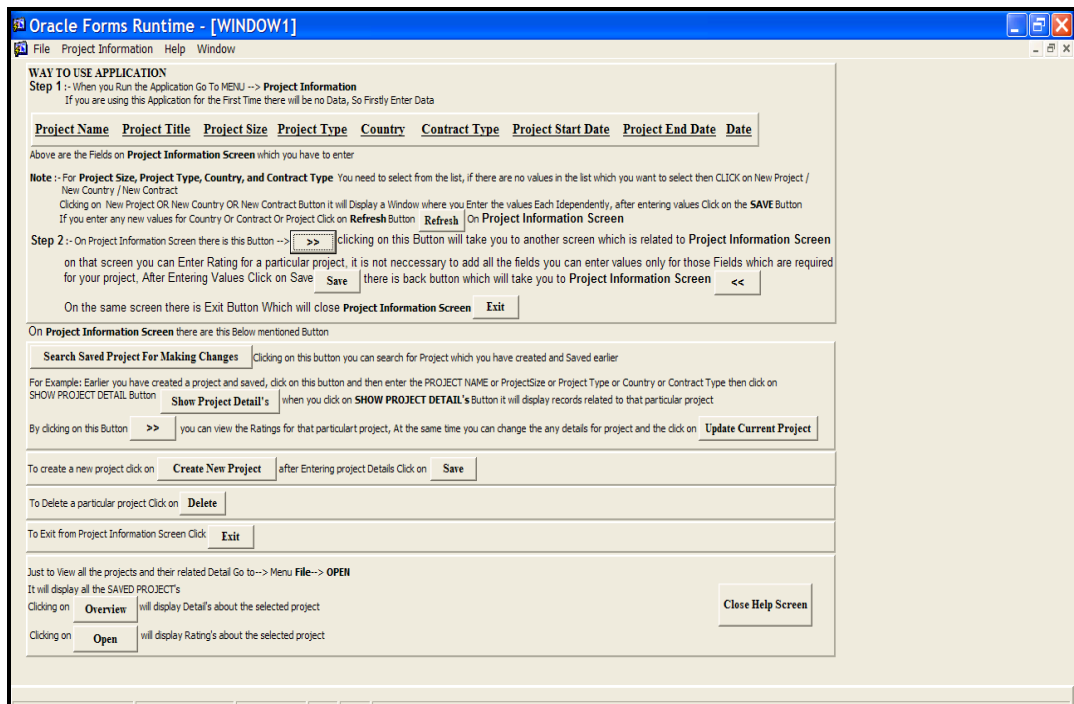 Oracle Forms Runtime - [WINDOW1]
File Project Information Help Window
WAY TO USE APPLICATION
Step 1 :- When you Run the Application Go To MENU --> Project Information
If you are using this Application for the First Time there will be no Data, So Firstly Enter Data
Project Name Project Title Project Size Project Type Country Contract Type Project Start Date Project End Date Date
Above are the Fields on Project Information Screen which you have to enter
Note :- For Project Size, Project Type, Country, and Contract Type You need to select from the list, if there are no values in the list which you want to select then CLICK on New Project /
New Country / New Contract
Clicking on New Project OR New Country OR New Contract Button it will Display a Window where you Enter the values Each Idependently, after entering values Click on the SAVE Button
If you enter any new values for Country Or Contract Or Project Click on Refresh Button Refresh On Project Information Screen
Step 2 :- On Project Information Screen there is this Button --> >> clicking on this Button will take you to another screen which is related to Project Information Screen
on that screen you can Enter Rating for a particular project, it is not neccessary to add all the fields you can enter values only for those Fields which are required
for your project, After Entering Values Click on Save Save there is back button which will take you to Project Information Screen <<
On the same screen there is Exit Button Which will close Project Information Screen Exit
On Project Information Screen there are this Below mentioned Button
Search Saved Project For Making Changes Clicking on this button you can search for Project which you have created and Saved earlier
For Example: Earlier you have created a project and saved, click on this button and then enter the PROJECT NAME or ProjectSize or Project Type or Country or Contract Type then click on
SHOW PROJECT DETAIL Button Show Project Detail's when you click on SHOW PROJECT DETAIL's Button it will display records related to that particular project
By clicking on this Button >> you can view the Ratings for that particulart project, At the same time you can change the any details for project and the click on Update Current Project
To create a new project click on Create New Project after Entering project Details Click on Save
To Delete a particular project Click on Delete
To Exit from Project Information Screen Click Exit
Just to View all the projects and their related Detail Go to--> Menu File--> OPEN
It will display all the SAVED PROJECT's
Clicking on Overview will display Detail's about the selected project
Close Help Screen
Clicking on Open will display Rating's about the selected project